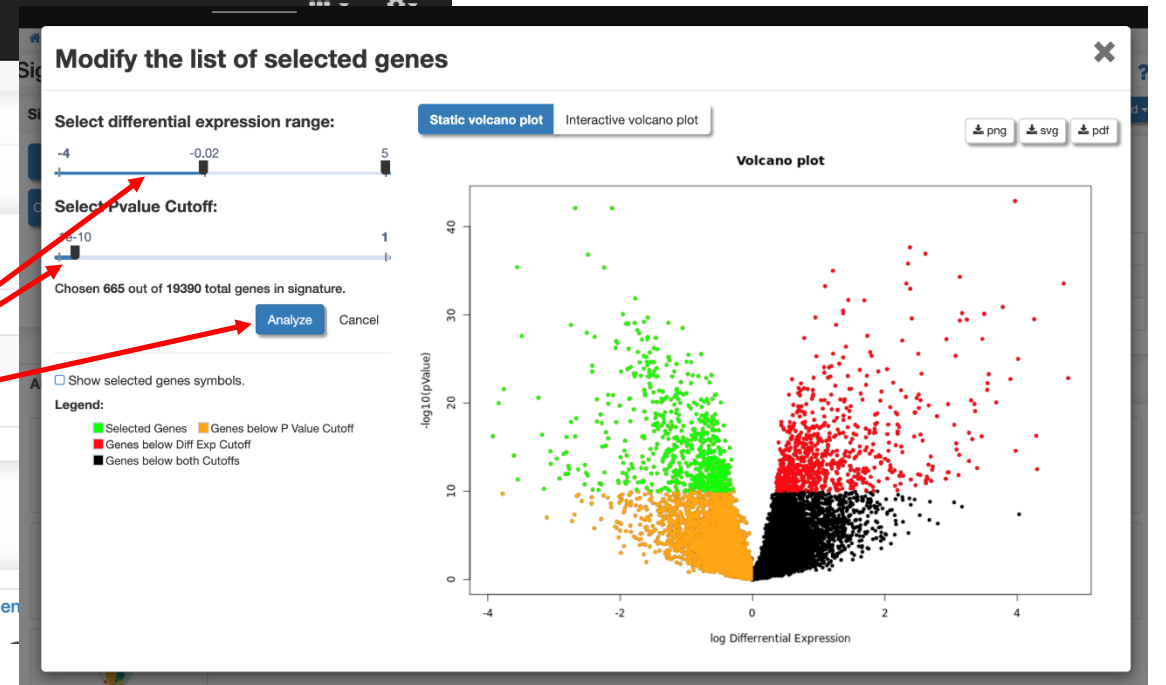 Modify the list of selected genes
Sig
?
Si
d
Select differential expression range:
-4 -0.02 5
Select Pvalue Cutoff:
1e-10 1
Chosen 665 out of 19390 total genes in signature.
Analyze Cancel
A
Show selected genes symbols.
Legend:
Selected Genes Genes below P Value Cutoff
Genes below Diff Exp Cutoff
Genes below both Cutoffs
en
Static volcano plot Interactive volcano plot
png svg pdf
Volcano plot
-log10(pValue)
40
30
20
10
0
-4 -2 0 2 4
log Differrential Expression